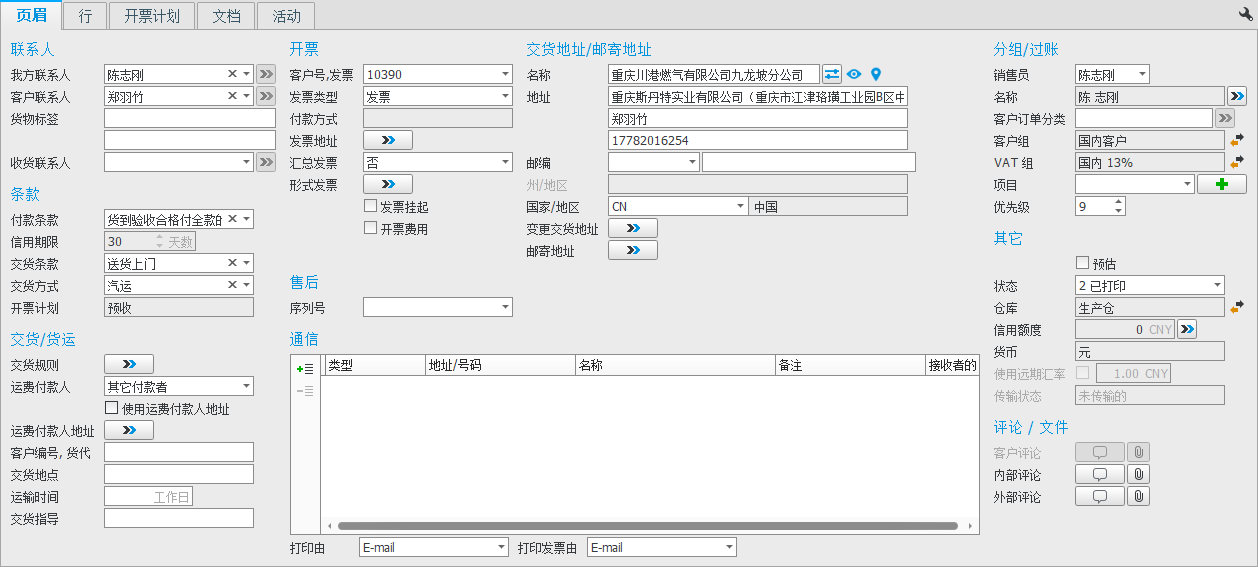 页眉
行
开票计划
文档
活动
联系人
我方联系人 陈志刚
客户联系人 郑羽竹
货物标签
收货联系人
条款
付款条款 货到验收合格付全款的
信用期限 30 天数
交货条款 送货上门
交货方式 汽运
开票计划 预收
交货/货运
交货规则
运费付款人 其它付款者
使用运费付款人地址
运费付款人地址
客户编号, 货代
交货地点
运输时间 工作日
交货指导
开票
客户号,发票 10390
发票类型 发票
付款方式
发票地址
汇总发票 否
形式发票
发票挂起
开票费用
售后
序列号
交货地址/邮寄地址
名称 重庆川港燃气有限公司九龙坡分公司
地址 重庆斯丹特实业有限公司（重庆市江津珞璜工业园B区中
郑羽竹
17782016254
邮编
州/地区
国家/地区 CN 中国
变更交货地址
邮寄地址
通信
类型 地址/号码 名称 备注 接收者的
打印由 E-mail 打印发票由 E-mail
分组/过账
销售员 陈志刚
名称 陈 志刚
客户订单分类
客户组 国内客户
VAT 组 国内 13%
项目
优先级 9
其它
预估
状态 2 已打印
仓库 生产仓
信用额度 0 CNY
货币 元
使用远期汇率 1.00 CNY
传输状态 未传输的
评论 / 文件
客户评论
内部评论
外部评论